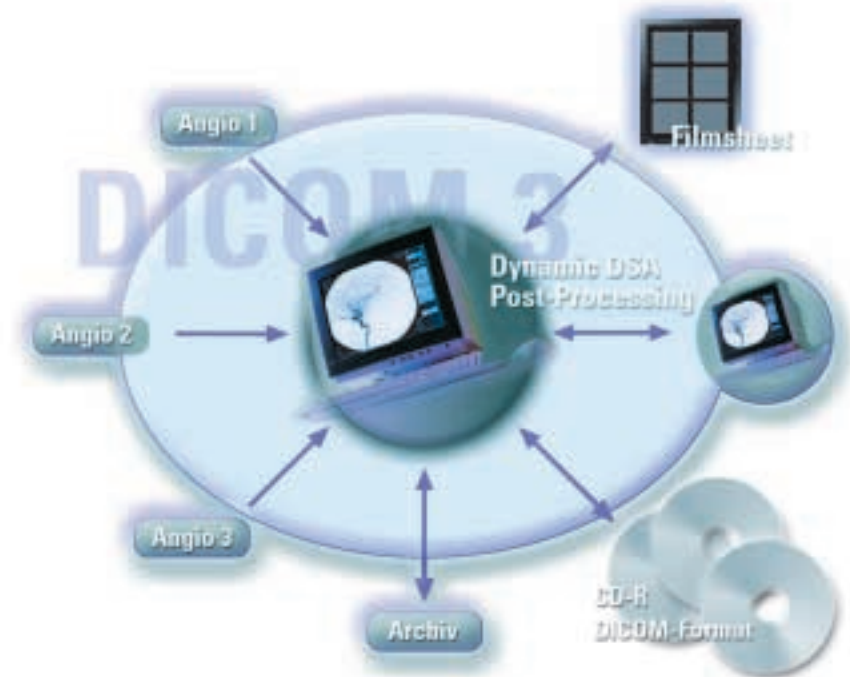 Angio 1
Filmsheet
DICOM 3
Dynamic DSA
Post-Processing
Angio 2
Angio 3
Archiv
CD-R
DICOM-Format